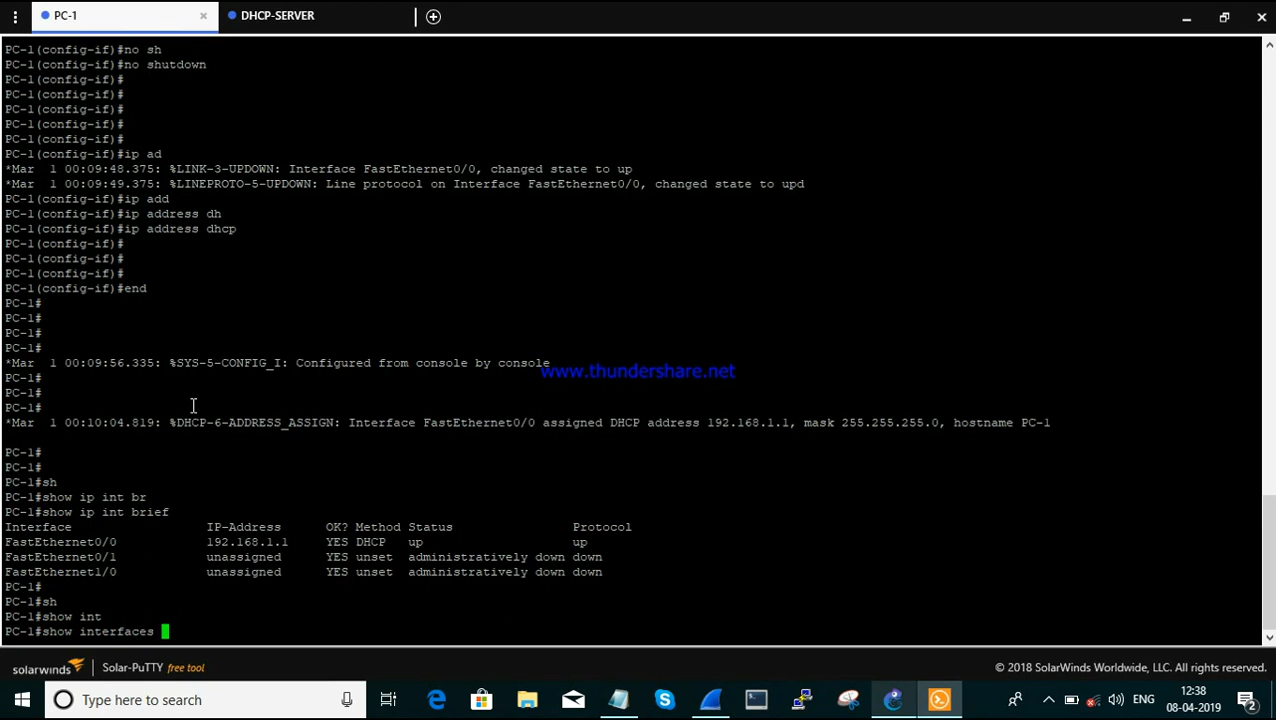 PC-1 × DHCP-SERVER
PC-1(config-if)#no sh
PC-1(config-if)#no shutdown
PC-1(config-if)#
PC-1(config-if)#
PC-1(config-if)#
PC-1(config-if)#
PC-1(config-if)#
PC-1(config-if)#ip ad
*Mar  1 00:09:48.375: %LINK-3-UPDOWN: Interface FastEthernet0/0, changed state to up
*Mar  1 00:09:49.375: %LINEPROTO-5-UPDOWN: Line protocol on Interface FastEthernet0/0, changed state to upd
PC-1(config-if)#ip add
PC-1(config-if)#ip address dh
PC-1(config-if)#ip address dhcp
PC-1(config-if)#
PC-1(config-if)#
PC-1(config-if)#
PC-1(config-if)#end
PC-1#
PC-1#
PC-1#
PC-1#
*Mar  1 00:09:56.335: %SYS-5-CONFIG_I: Configured from console by console
www.thundershare.net
PC-1#
PC-1#
PC-1#
*Mar  1 00:10:04.819: %DHCP-6-ADDRESS_ASSIGN: Interface FastEthernet0/0 assigned DHCP address 192.168.1.1, mask 255.255.255.0, hostname PC-1
PC-1#
PC-1#
PC-1#sh
PC-1#show ip int br
PC-1#show ip int brief
Interface IP-Address OK? Method Status Protocol
FastEthernet0/0 192.168.1.1 YES DHCP up up
FastEthernet0/1 unassigned YES unset administratively down down
FastEthernet1/0 unassigned YES unset administratively down down
PC-1#
PC-1#sh
PC-1#show int
PC-1#show interfaces
solarwinds Solar-PuTTY free tool © 2018 SolarWinds Worldwide, LLC. All rights reserved.
Type here to search ENG 12:38
08-04-2019 2